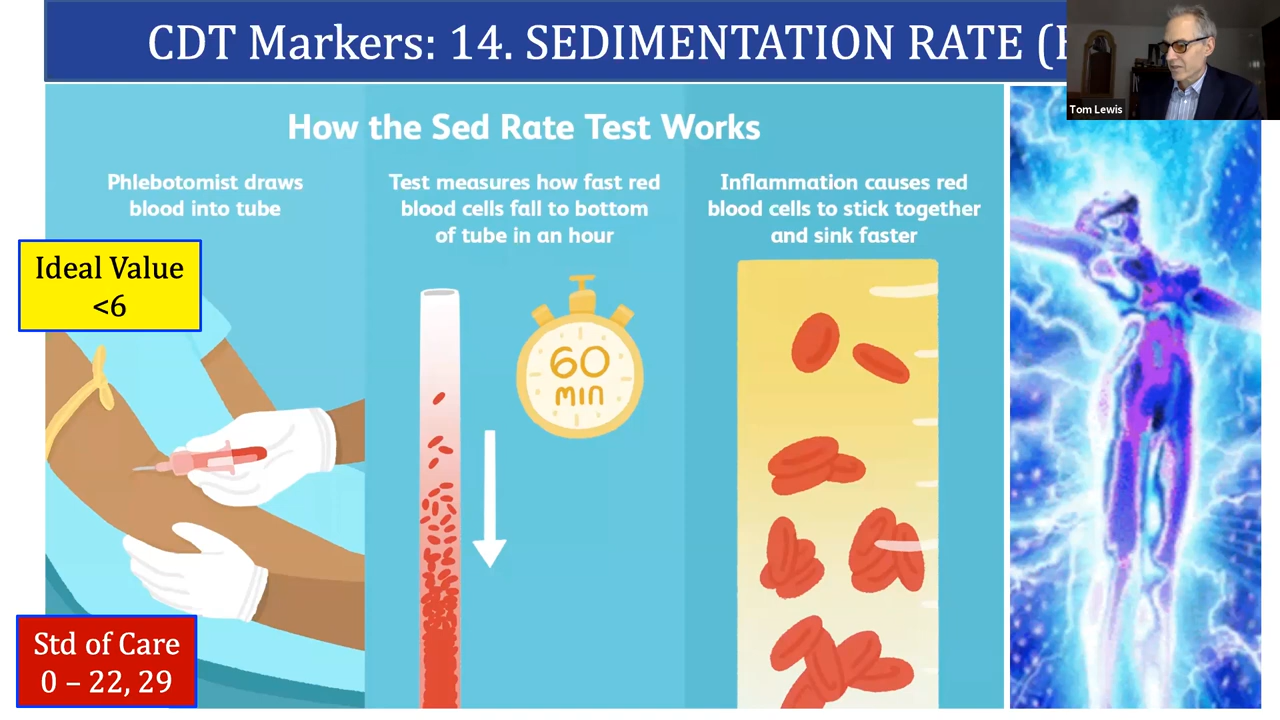 CDT Markers: 14. SEDIMENTATION RATE (
Tom Lewis
How the Sed Rate Test Works
Phlebotomist draws
blood into tube
Test measures how fast red
blood cells fall to bottom
of tube in an hour
Inflammation causes red
blood cells to stick together
and sink faster
Ideal Value
<6
60
MIN
Std of Care
0 – 22, 29